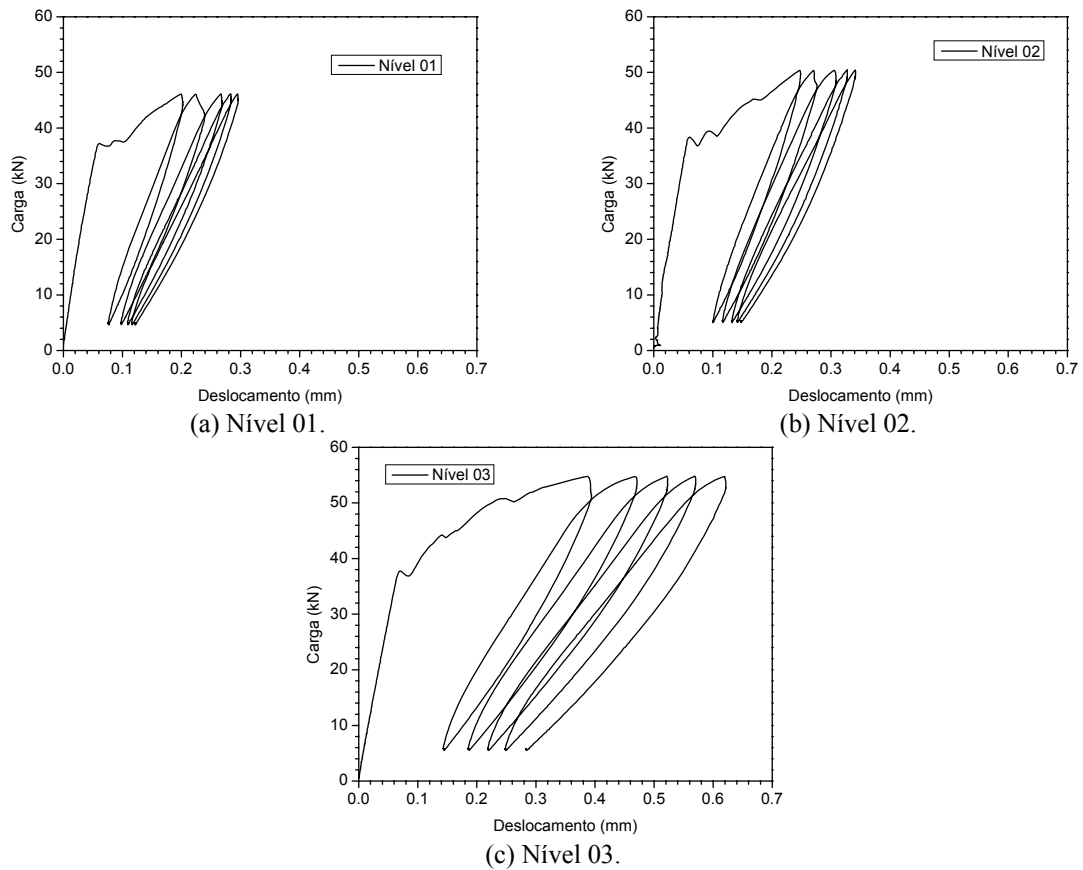 60
50
40
30
20
10
0
Carga (kN)
Nível 01
0.0 0.1 0.2 0.3 0.4 0.5 0.6 0.7
Deslocamento (mm)
(a) Nível 01.
60
50
40
30
20
10
0
Carga (kN)
Nível 02
0.0 0.1 0.2 0.3 0.4 0.5 0.6 0.7
Deslocamento (mm)
(b) Nível 02.
60
50
40
30
20
10
0
Carga (kN)
Nível 03
0.0 0.1 0.2 0.3 0.4 0.5 0.6 0.7
Deslocamento (mm)
(c) Nível 03.